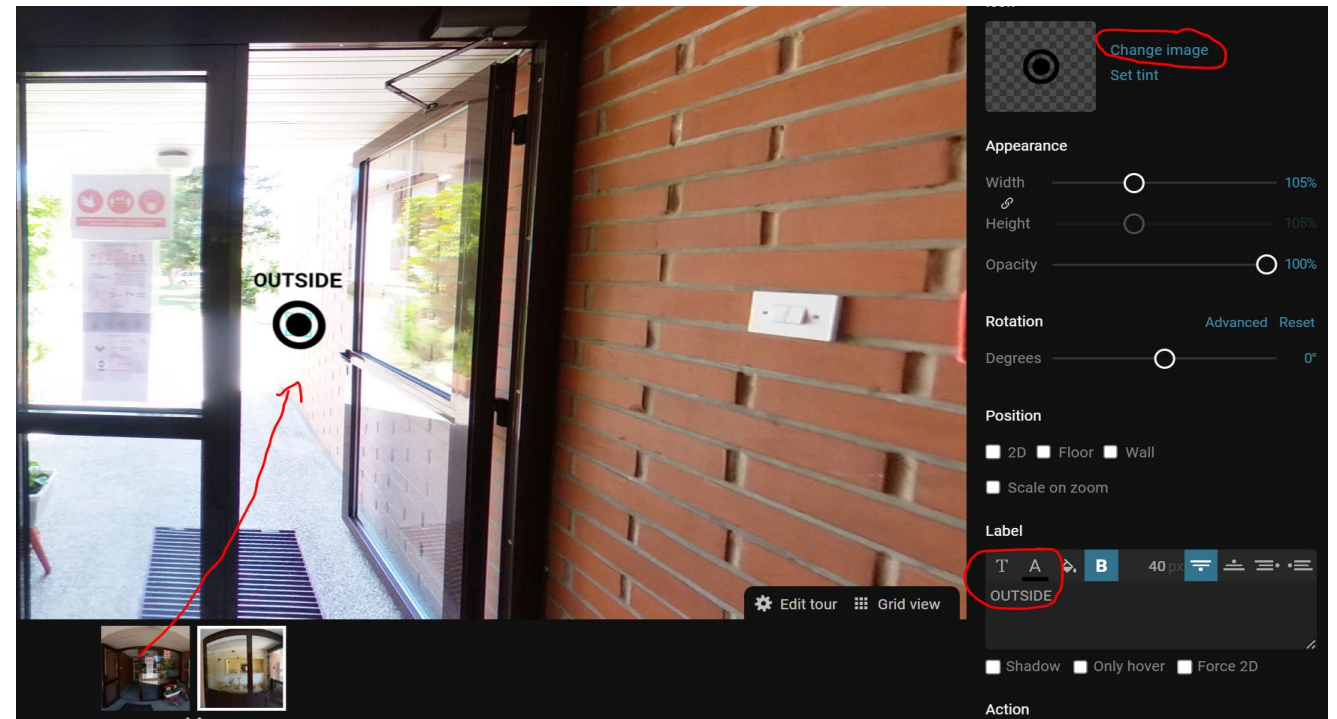 Change image
Set tint
Appearance
Width 105%
Height 105%
Opacity 100%
Rotation Advanced Reset
Degrees 0°
Position
2D Floor Wall
Scale on zoom
Label
T A B 40 px
OUTSIDE
Shadow Only hover Force 2D
Action
OUTSIDE
Edit tour Grid view